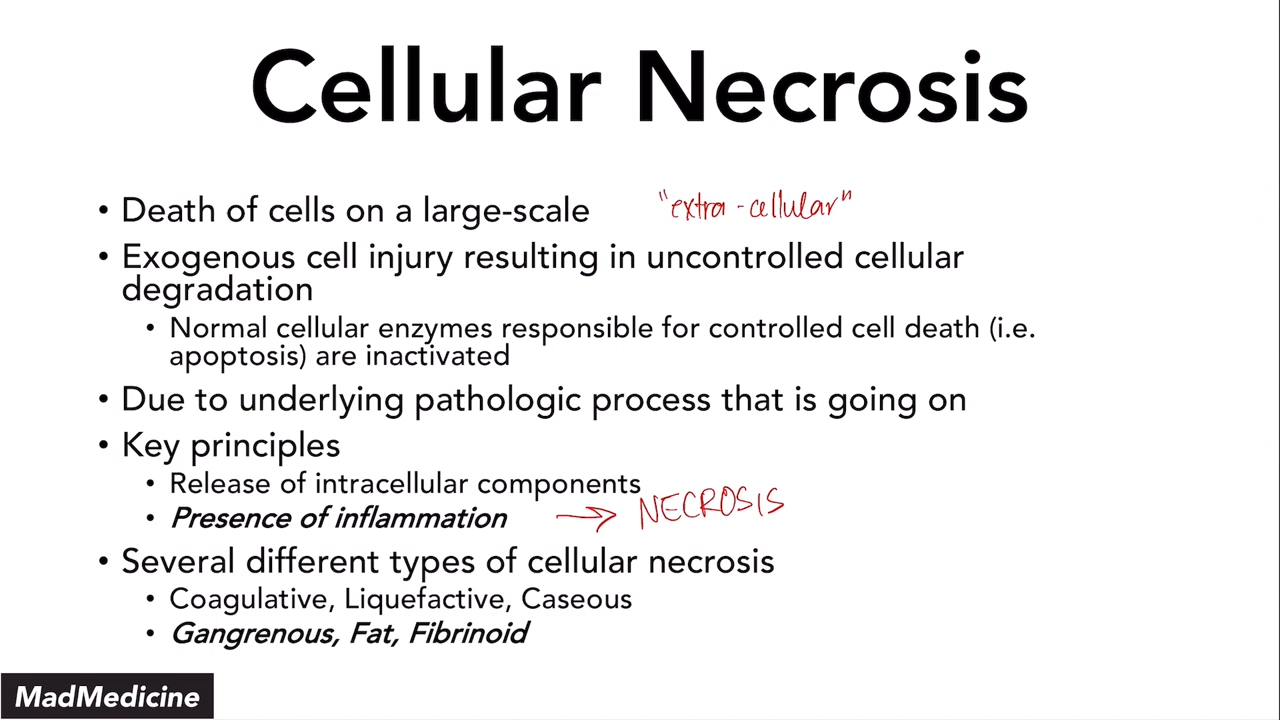 Cellular Necrosis
• Death of cells on a large-scale "extra-cellular"
• Exogenous cell injury resulting in uncontrolled cellular
degradation
• Normal cellular enzymes responsible for controlled cell death (i.e.
apoptosis) are inactivated
• Due to underlying pathologic process that is going on
• Key principles
• Release of intracellular components
• Presence of inflammation → NECROSIS
• Several different types of cellular necrosis
• Coagulative, Liquefactive, Caseous
• Gangrenous, Fat, Fibrinoid
MadMedicine